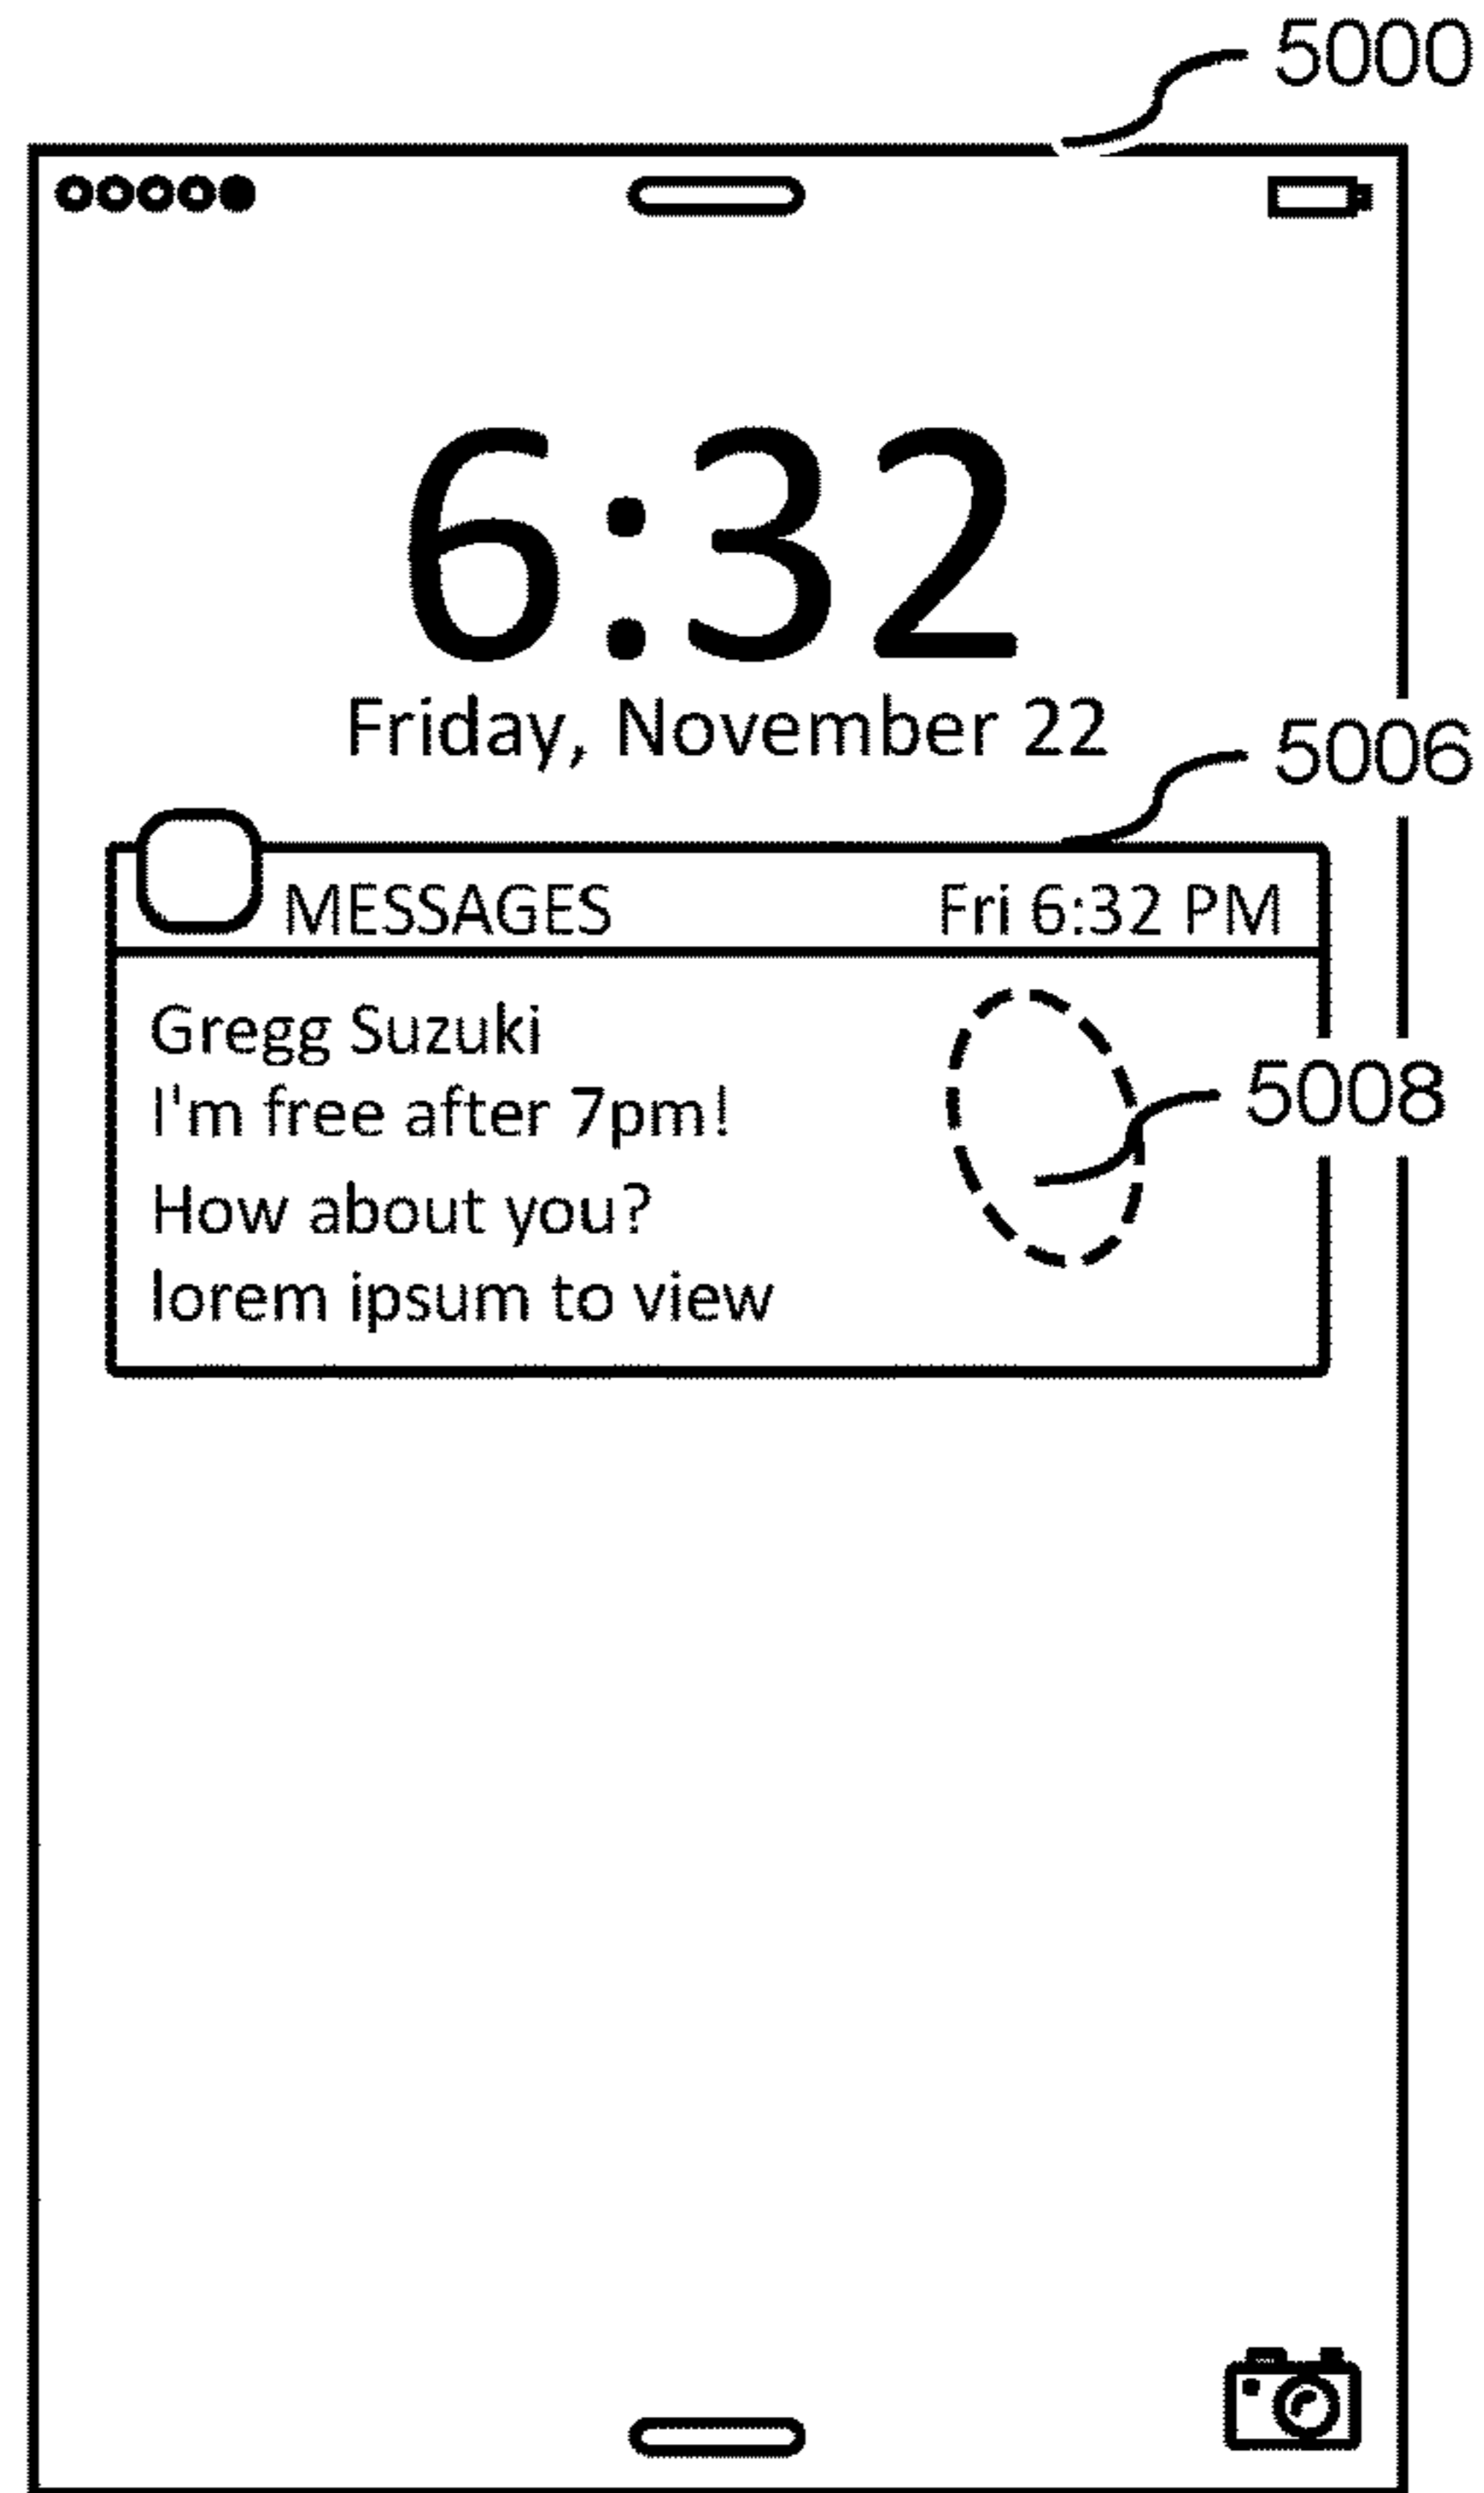 5000
6:32
Friday, November 22
5006
MESSAGES Fri 6:32 PM
Gregg Suzuki
I'm free after 7pm!
5008
How about you?
lorem ipsum to view